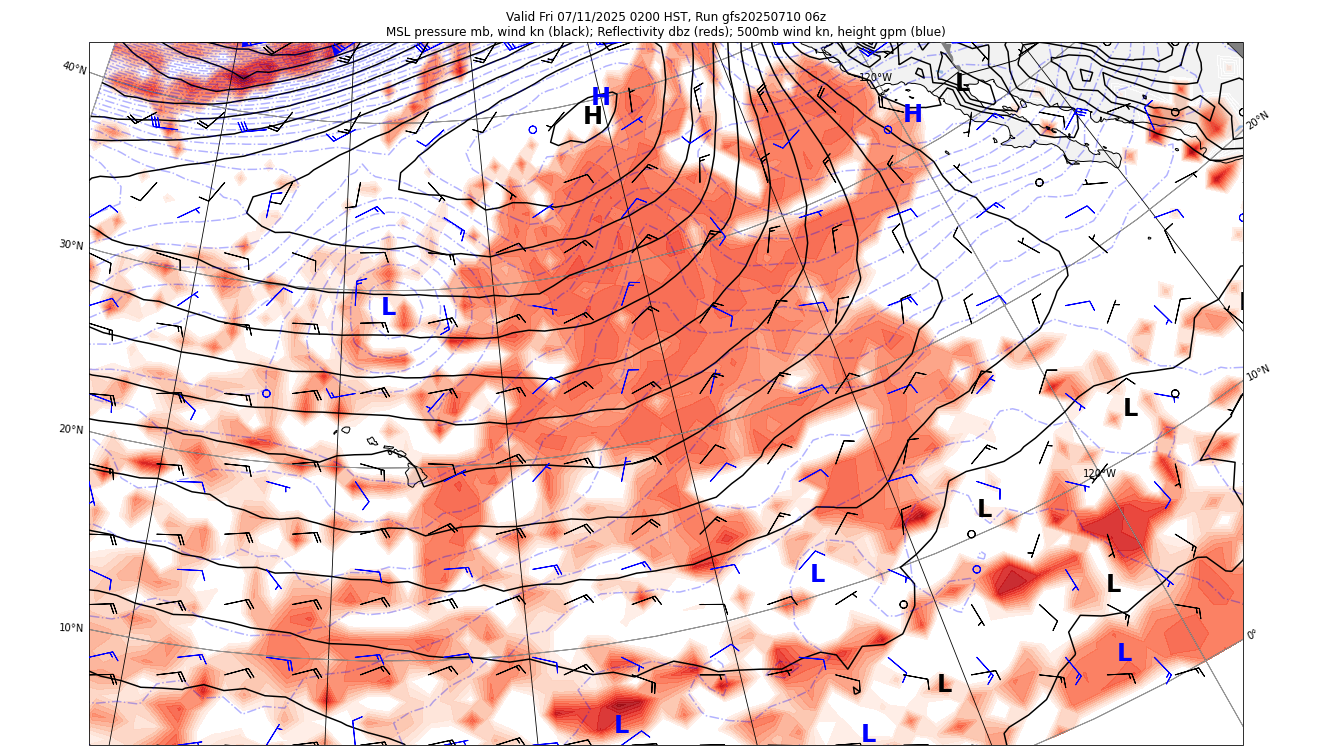 Valid Fri 07/11/2025 0200 HST, Run gfs20250710 06z
MSL pressure mb, wind kn (black); Reflectivity dbz (reds); 500mb wind kn, height gpm (blue)
40°N
120°W
L
H
H
H
20°N
30°N
L
10°N
L
20°N
120°W
L
L
L
10°N
0°
L
L
L
L